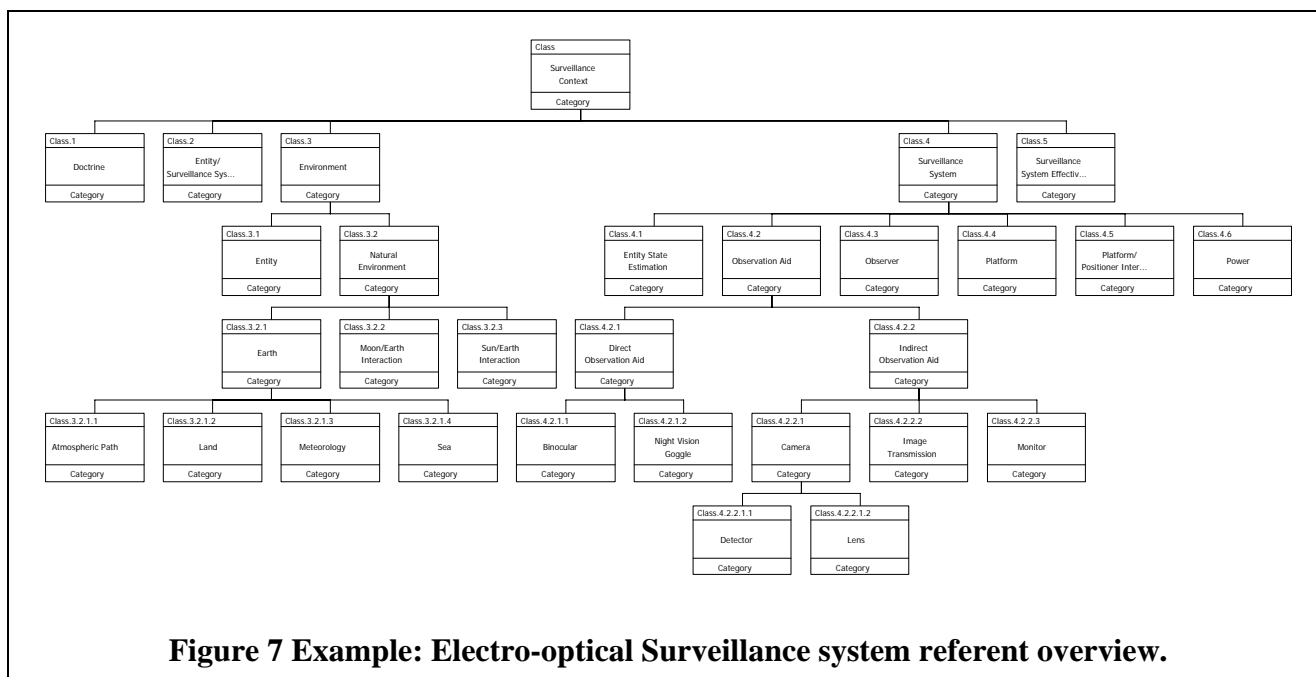 Class
Surveillance
Context
Category
Class.1
Doctrine
Category
Class.2
Entity/
Surveillance Sys...
Category
Class.3
Environment
Category
Class.4
Surveillance
System
Category
Class.5
Surveillance
System Effectiv...
Category
Class.3.1
Entity
Category
Class.3.2
Natural
Environment
Category
Class.4.1
Entity State
Estimation
Category
Class.4.2
Observation Aid
Category
Class.4.3
Observer
Category
Class.4.4
Platform
Category
Class.4.5
Platform/
Positioner Inter...
Category
Class.4.6
Power
Category
Class.3.2.1
Earth
Category
Class.3.2.2
Moon/Earth
Interaction
Category
Class.3.2.3
Sun/Earth
Interaction
Category
Class.4.2.1
Direct
Observation Aid
Category
Class.4.2.2
Indirect
Observation Aid
Category
Class.3.2.1.1
Atmospheric Path
Category
Class.3.2.1.2
Land
Category
Class.3.2.1.3
Meteorology
Category
Class.3.2.1.4
Sea
Category
Class.4.2.1.1
Binocular
Category
Class.4.2.1.2
Night Vision
Goggle
Category
Class.4.2.2.1
Camera
Category
Class.4.2.2.2
Image
Transmission
Category
Class.4.2.2.3
Monitor
Category
Class.4.2.2.1.1
Detector
Category
Class.4.2.2.1.2
Lens
Category
Figure 7 Example: Electro-optical Surveillance system referent overview.